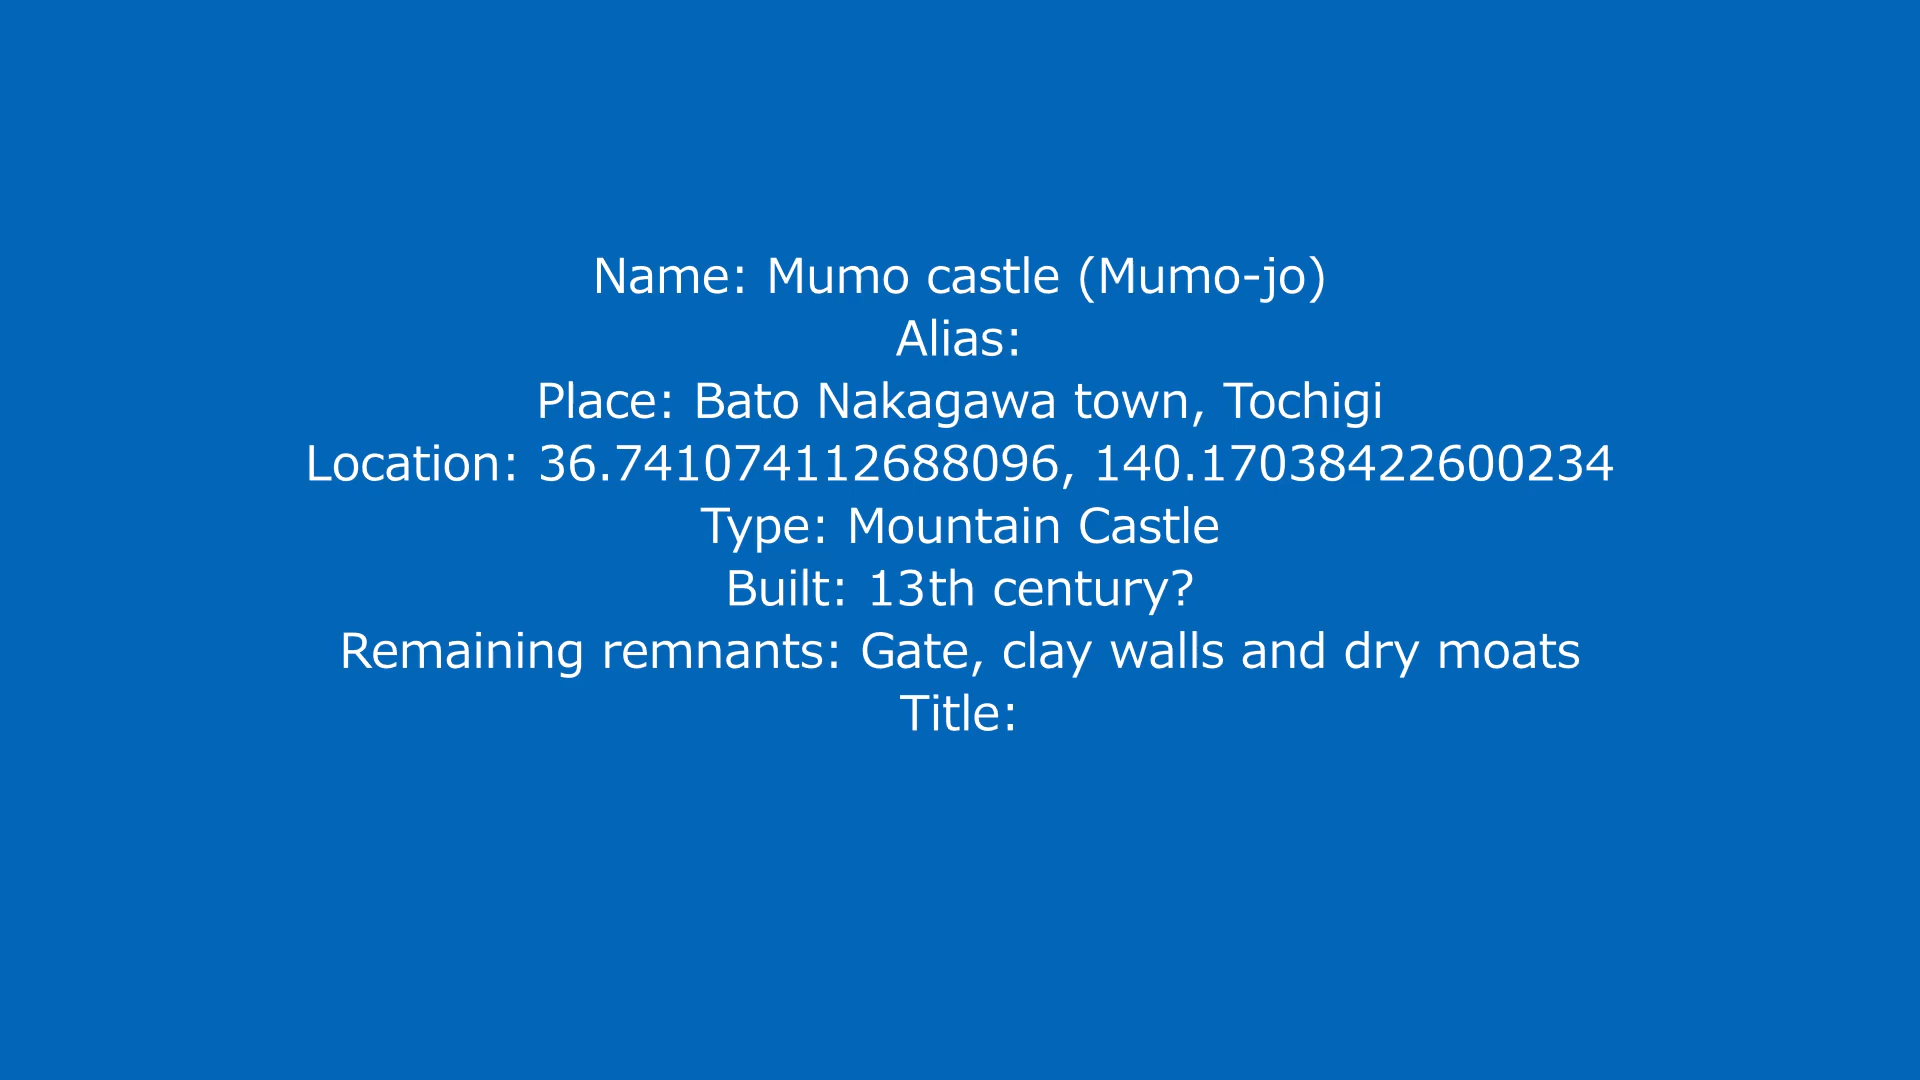 Name: Mumo castle (Mumo-jo)
Alias:
Place: Bato Nakagawa town, Tochigi
Location: 36.741074112688096, 140.17038422600234
Type: Mountain Castle
Built: 13th century?
Remaining remnants: Gate, clay walls and dry moats
Title: